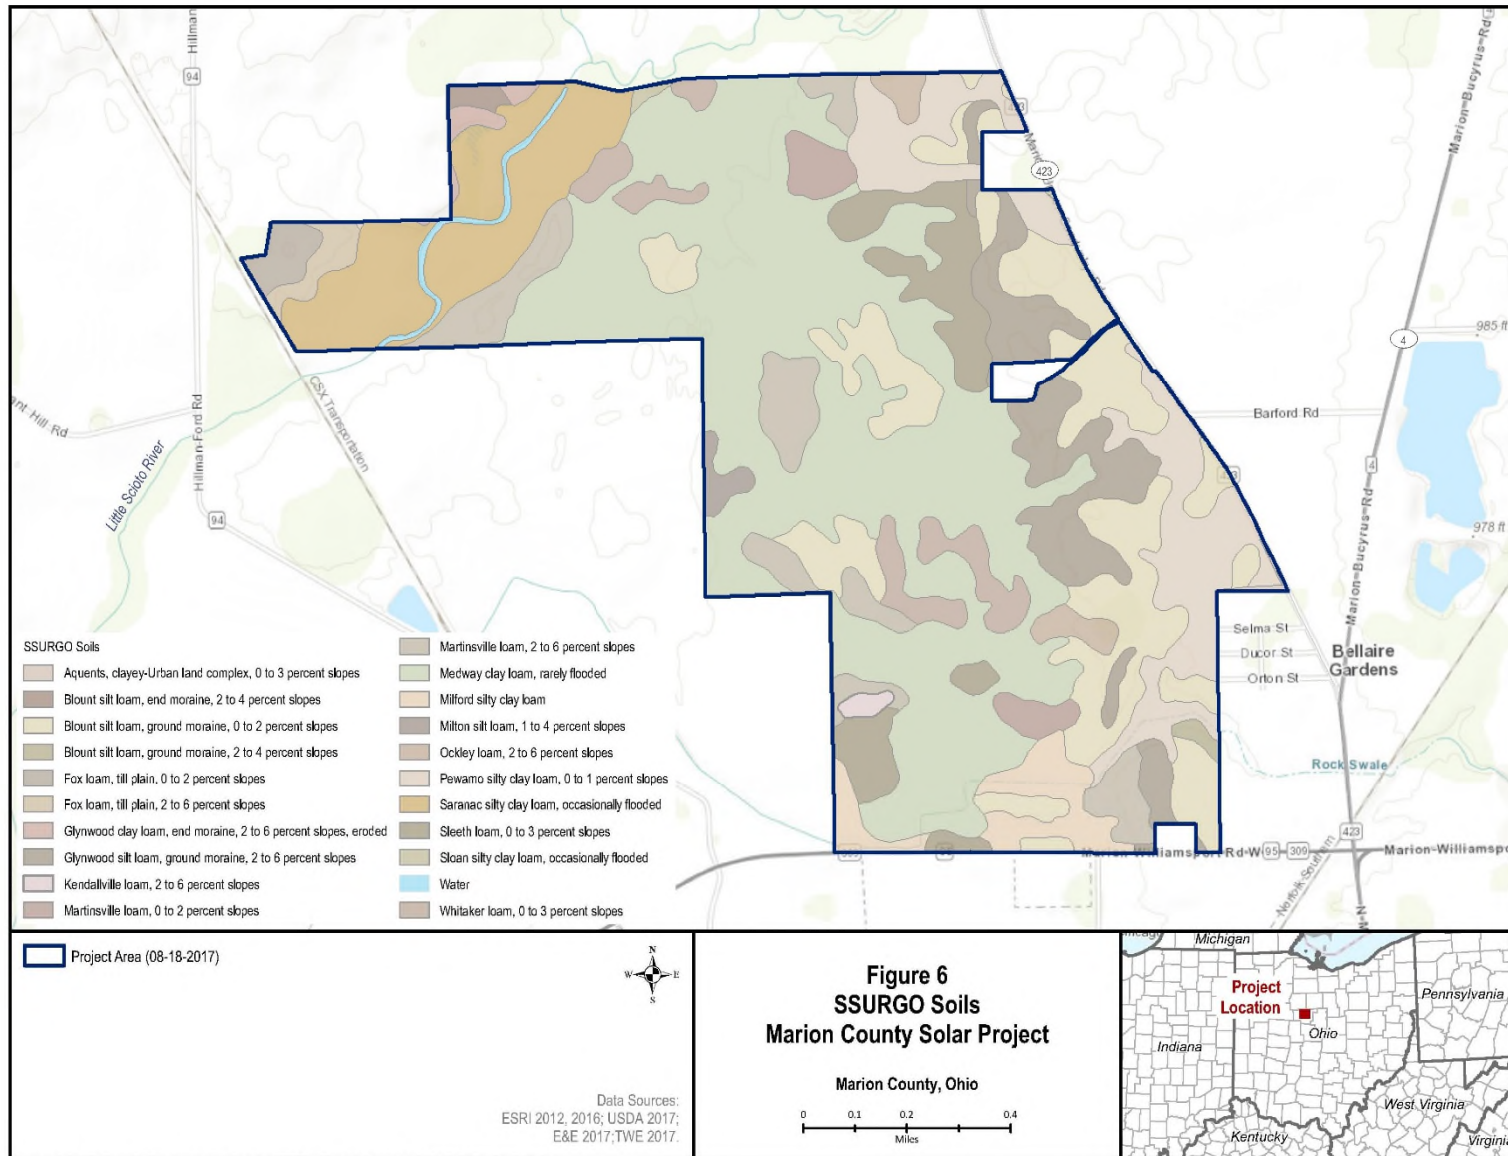 94
Hillman
423
Marion-Bucyrus-Rd
Marion=Bucyrus=Rd
985 ft
4
Barford Rd
ant Hill Rd
Hillman-Ford Rd
CSX Transportation
Little Scioto River
94
4
423
978 ft
Marion-Bucyrus-Rd
Selma St
Ducor St
Orton St
Bellaire
Gardens
Rock Swale
423
Marion-Williamsport Rd-W
95
309
Marion-Williamspo
Norfolk Southern
N-M
SSURGO Soils
Aquents, clayey-Urban land complex, 0 to 3 percent slopes
Blount silt loam, end moraine, 2 to 4 percent slopes
Blount silt loam, ground moraine, 0 to 2 percent slopes
Blount silt loam, ground moraine, 2 to 4 percent slopes
Fox loam, till plain, 0 to 2 percent slopes
Fox loam, till plain, 2 to 6 percent slopes
Glynwood clay loam, end moraine, 2 to 6 percent slopes, eroded
Glynwood silt loam, ground moraine, 2 to 6 percent slopes
Kendallville loam, 2 to 6 percent slopes
Martinsville loam, 0 to 2 percent slopes
Martinsville loam, 2 to 6 percent slopes
Medway clay loam, rarely flooded
Milford silty clay loam
Milton silt loam, 1 to 4 percent slopes
Ockley loam, 2 to 6 percent slopes
Pewamo silty clay loam, 0 to 1 percent slopes
Saranac silty clay loam, occasionally flooded
Sleeth loam, 0 to 3 percent slopes
Sloan silty clay loam, occasionally flooded
Water
Whitaker loam, 0 to 3 percent slopes
Project Area (08-18-2017)
N
W
E
S
Data Sources:
ESRI 2012, 2016; USDA 2017;
E&E 2017;TWE 2017.
Figure 6
SSURGO Soils
Marion County Solar Project
Marion County, Ohio
0 0.1 0.2 0.4
Miles
Chicago
Michigan
Project
Location
Pennsylvania
Ohio
Indiana
West Virginia
Kentucky
Virginia